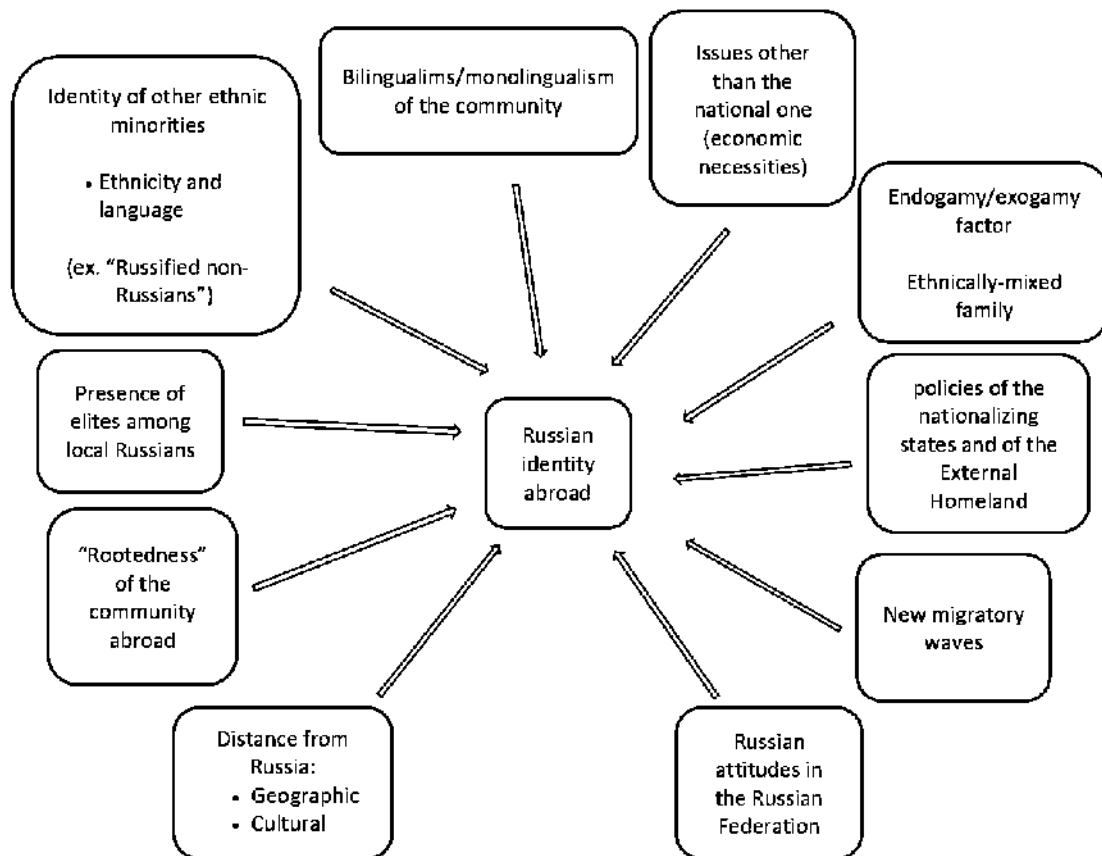 Identity of other ethnic
minorities
• Ethnicity and
language
(ex. “Russified non-
Russians”)
Bilingualims/monolingualism
of the community
Issues other
than the
national one
(economic
necessities)
Endogamy/exogamy
factor
Ethnically-mixed
family
Presence of
elites among
local Russians
Russian
identity
abroad
policies of the
nationalizing
states and of the
External
Homeland
“Rootedness”
of the
community
abroad
New migratory
waves
Distance from
Russia:
• Geographic
• Cultural
Russian
attitudes in
the Russian
Federation